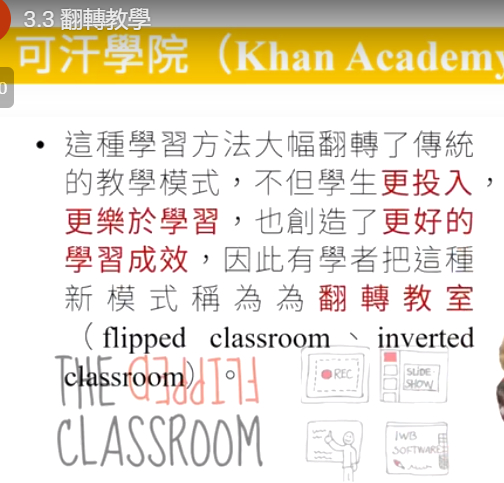 3.3 翻轉教學
可汗學院（Khan Academy
0
• 這種學習方法大幅翻轉了傳統
的教學模式，不但學生更投入，
更樂於學習，也創造了更好的
學習成效，因此有學者把這種
新模式稱為為翻轉教室
（flipped classroom、inverted
classroom）。
THE FLIPPED
CLASSROOM
REC
SLIDE
SHOW
IWB
SOFTWARE